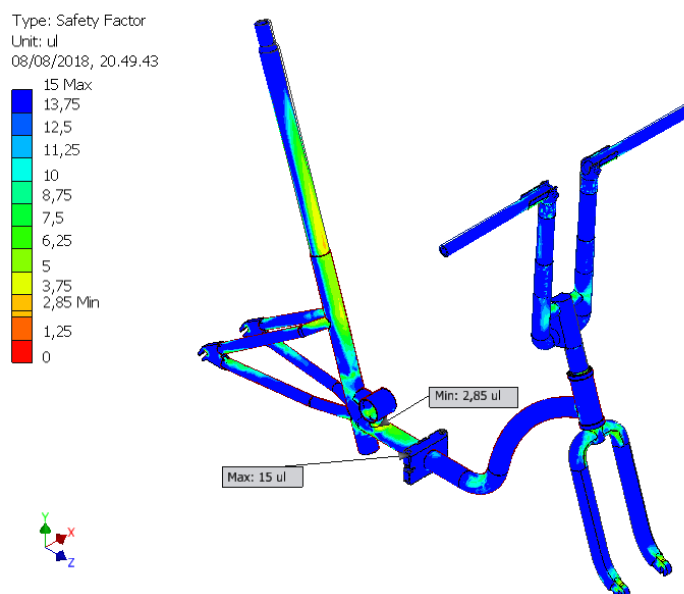 Type: Safety Factor
Unit: ul
08/08/2018, 20.49.43
15 Max
13,75
12,5
11,25
10
8,75
7,5
6,25
5
3,75
2,85 Min
1,25
0
Min: 2,85 ul
Max: 15 ul
Y
X
Z